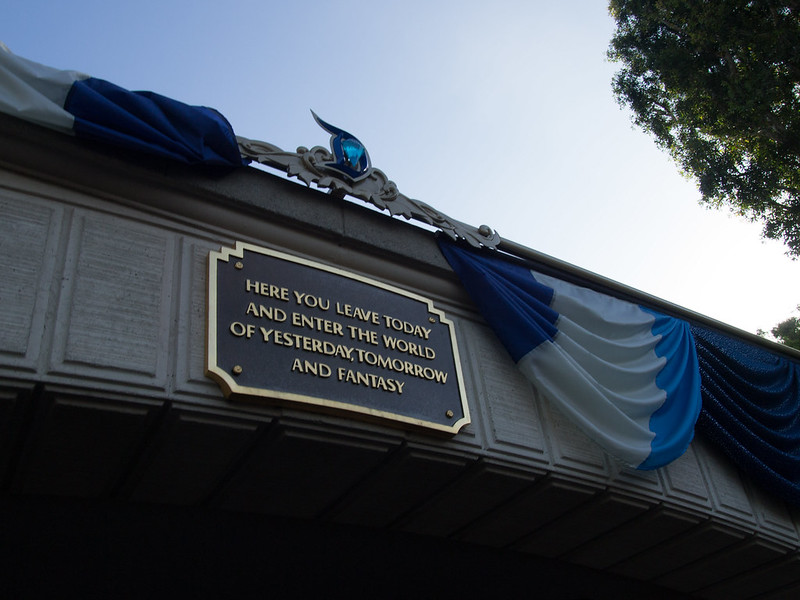 HERE YOU LEAVE TODAY
AND ENTER THE WORLD
OF YESTERDAY, TOMORROW
AND FANTASY